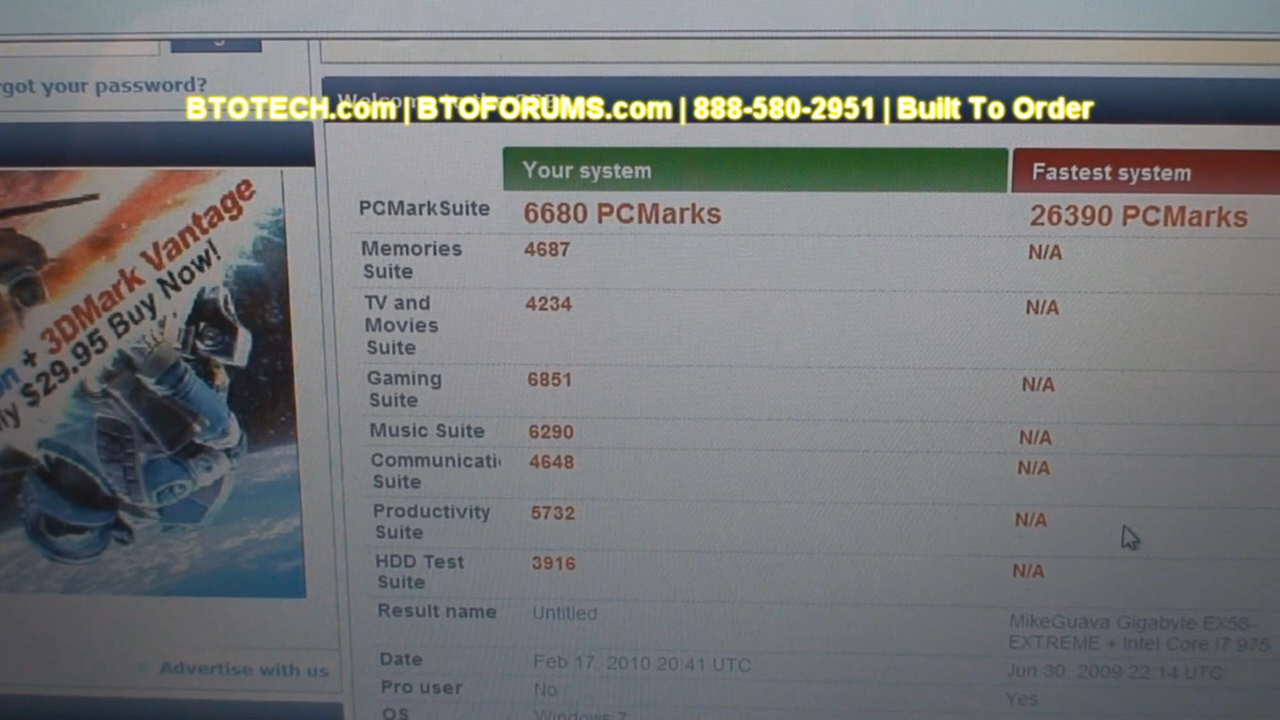 got your password?
BTOTECH.com | BTOFORUMS.com | 888-580-2951 | Built To Order
Your system
Fastest system
PCMarkSuite 6680 PCMarks 26390 PCMarks
Memories Suite 4687 N/A
TV and Movies Suite 4234 N/A
Gaming Suite 6851 N/A
Music Suite 6290 N/A
Communicati Suite 4648 N/A
Productivity Suite 5732 N/A
HDD Test Suite 3916 N/A
Result name Untitled MikeGuava Gigabyte EX58-
EXTREME + Intel Core i7 975
Date Feb 17, 2010 20:41 UTC Jun 30, 2009 22:14 UTC
Pro user No Yes
OS Windows 7
+ 3DMark Vantage
$29.95 Buy Now!
Advertise with us